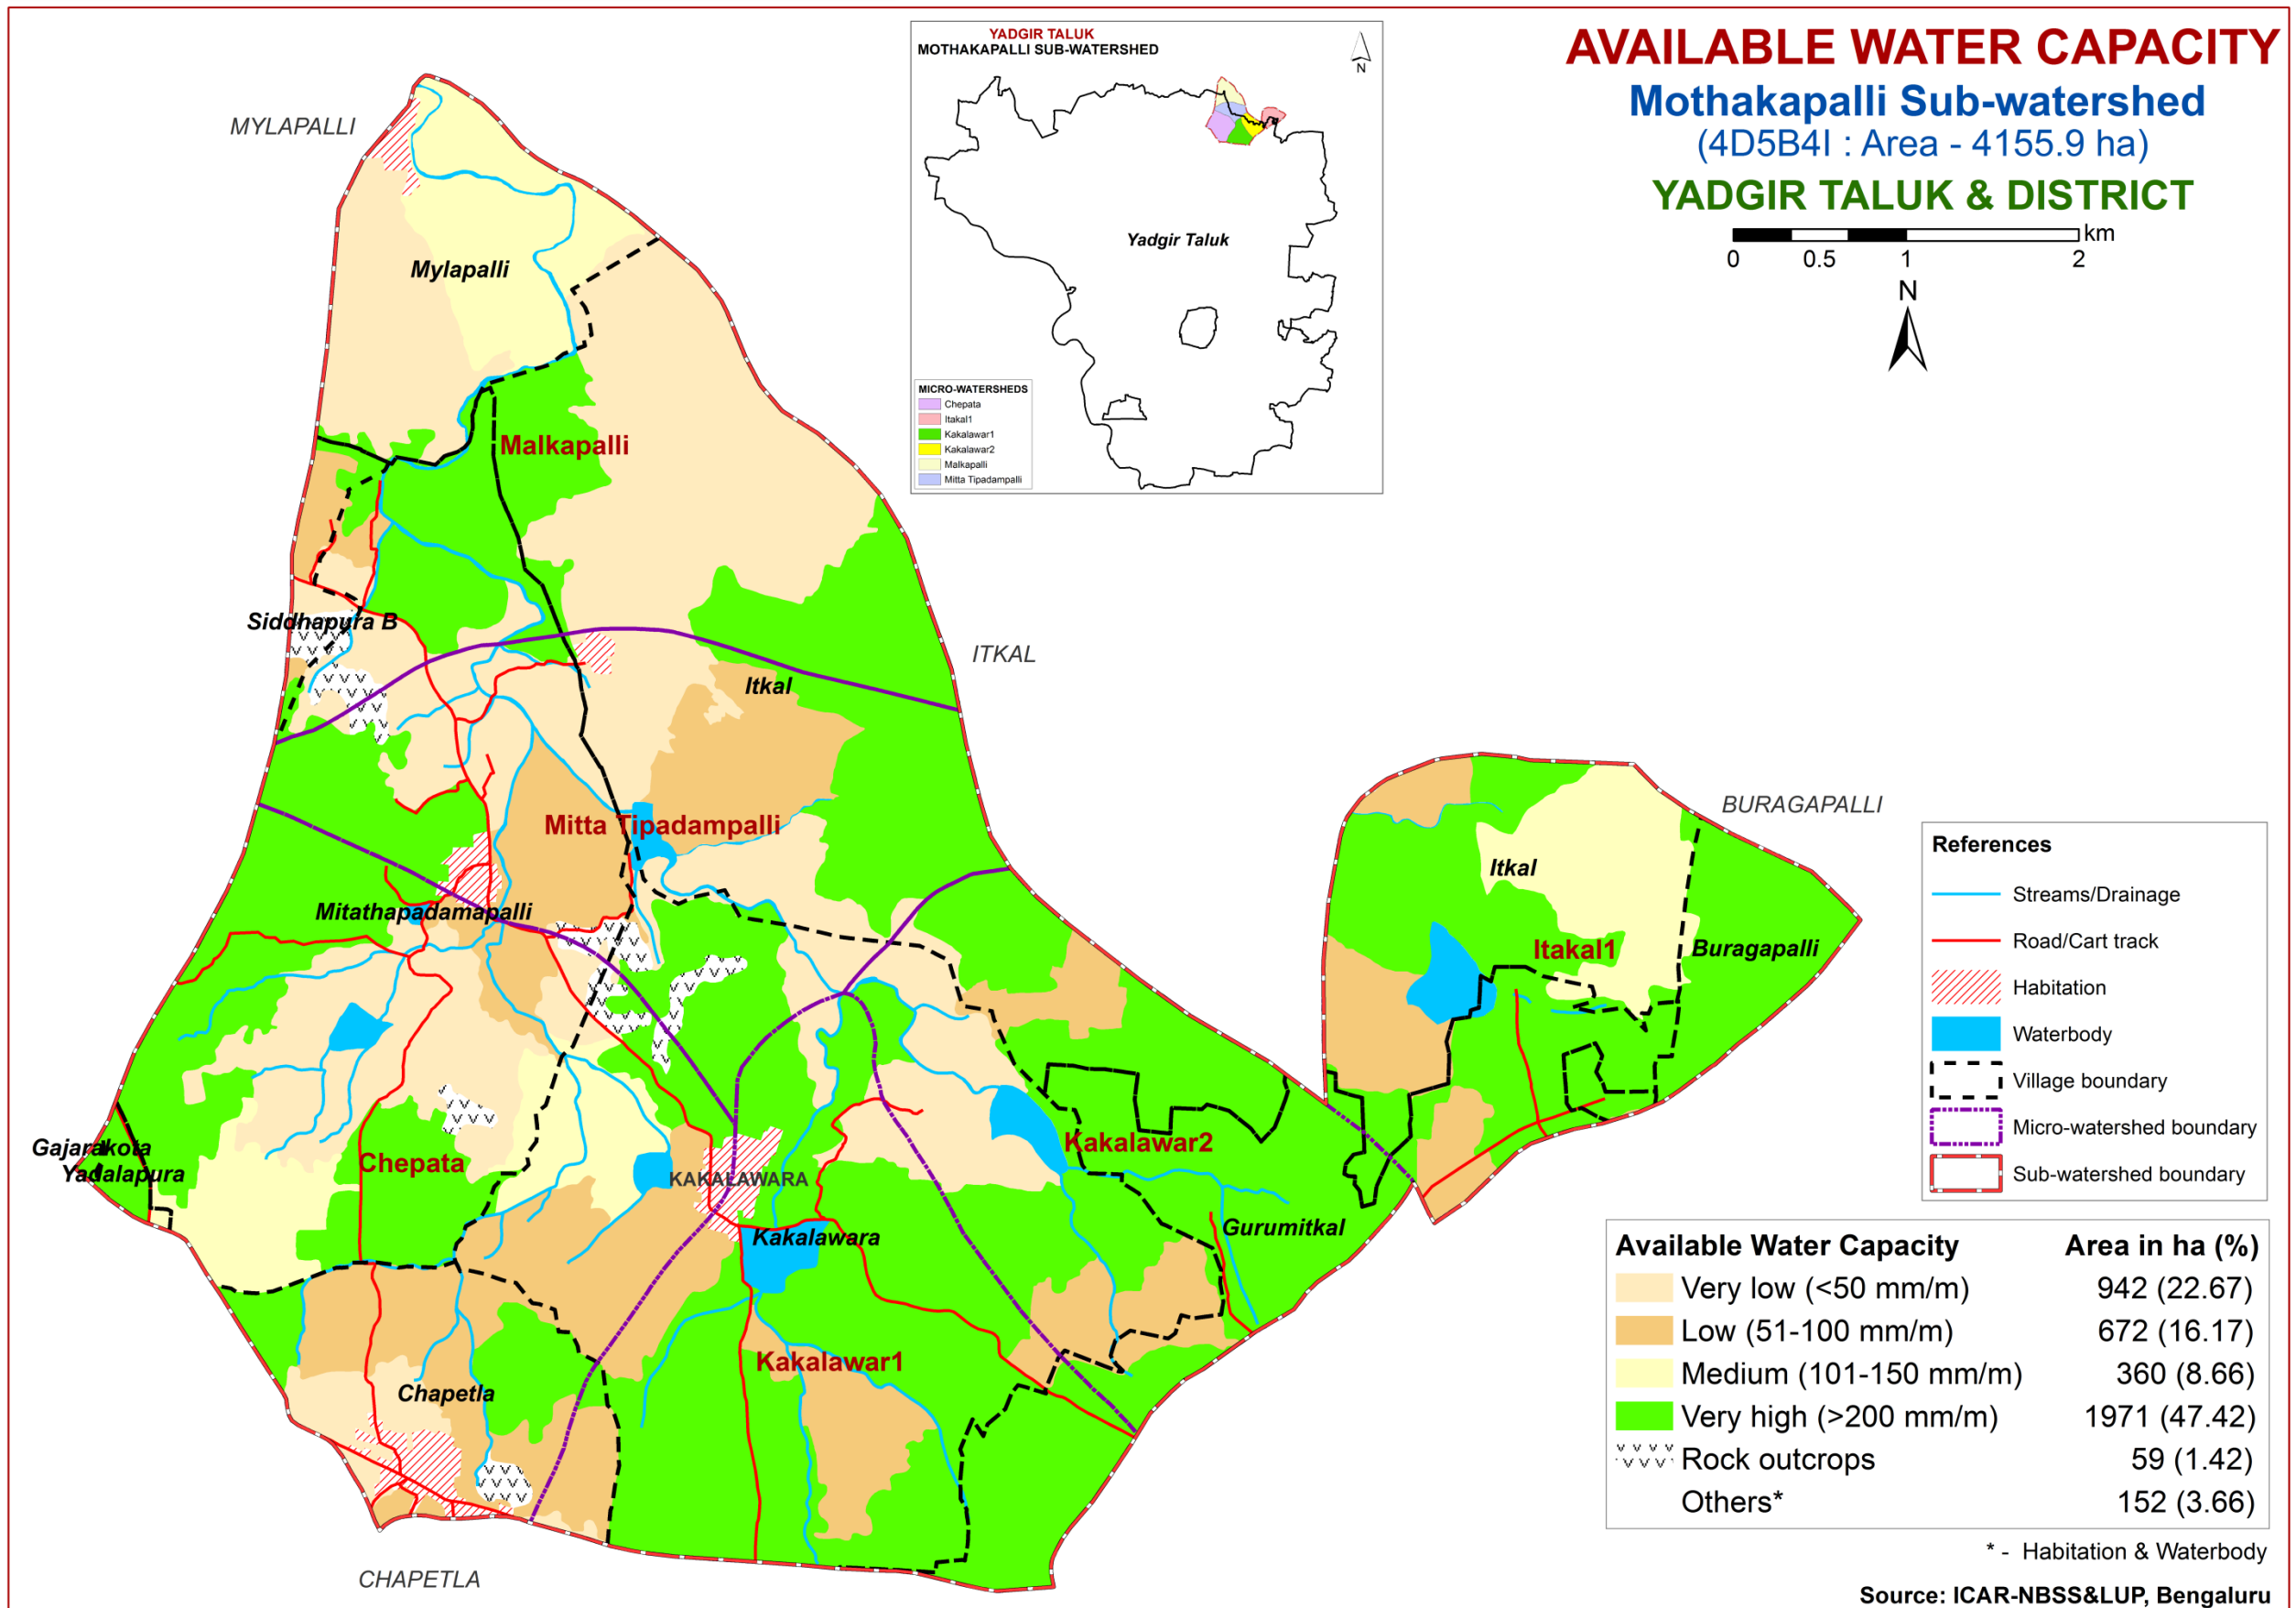 AVAILABLE WATER CAPACITY
Mothakapalli Sub-watershed
(4D5B4I : Area - 4155.9 ha)
YADGIR TALUK & DISTRICT
km
0 0.5 1 2
N
YADGIR TALUK
MOTHAKAPALLI SUB-WATERSHED
N
Yadgir Taluk
MICRO-WATERSHEDS
Chepata
Itakal1
Kakalawar1
Kakalawar2
Malkapalli
Mitta Tipadampalli
MYLAPALLI
Mylapalli
Malkapalli
Siddhapura B
ITKAL
Itkal
Mitta Tipadampalli
BURAGAPALLI
Itkal
Mitathapadamapalli
Itakal1
Buragapalli
Gajarakota
Yadalapura
Chepata
KAKALAWARA
Kakalawar2
Kakalawara
Gurumitkal
Kakalawar1
Chapetla
CHAPETLA
References
Streams/Drainage
Road/Cart track
Habitation
Waterbody
Village boundary
Micro-watershed boundary
Sub-watershed boundary
Available Water Capacity Area in ha (%)
Very low (<50 mm/m) 942 (22.67)
Low (51-100 mm/m) 672 (16.17)
Medium (101-150 mm/m) 360 (8.66)
Very high (>200 mm/m) 1971 (47.42)
Rock outcrops 59 (1.42)
Others* 152 (3.66)
* - Habitation & Waterbody
Source: ICAR-NBSS&LUP, Bengaluru